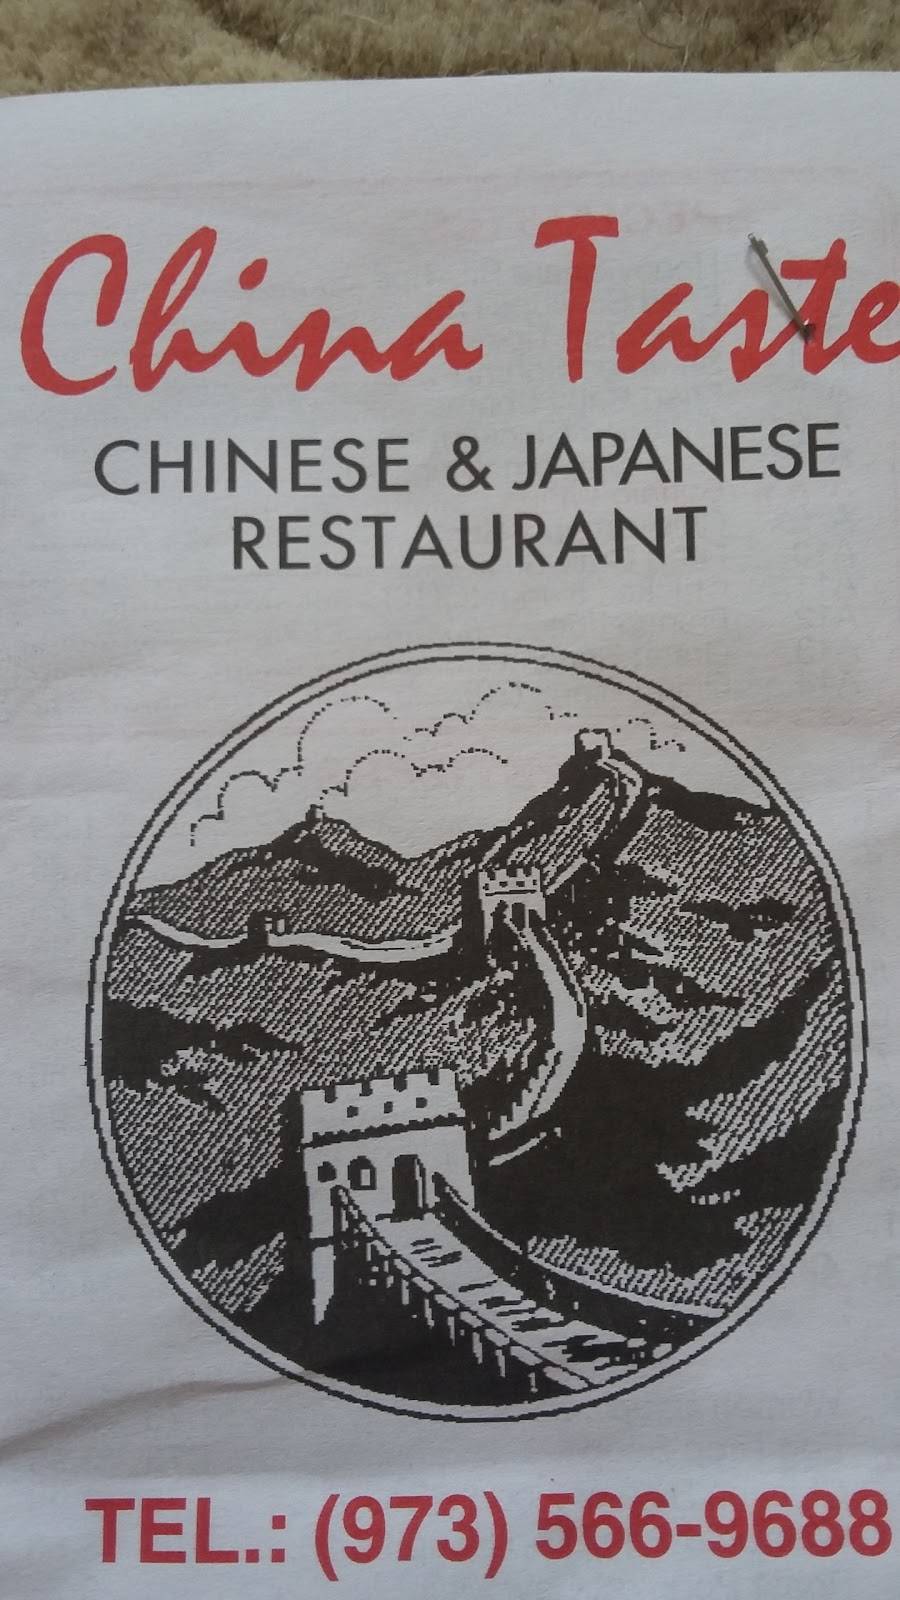 China Taste
CHINESE & JAPANESE
RESTAURANT
TEL.: (973) 566-9688